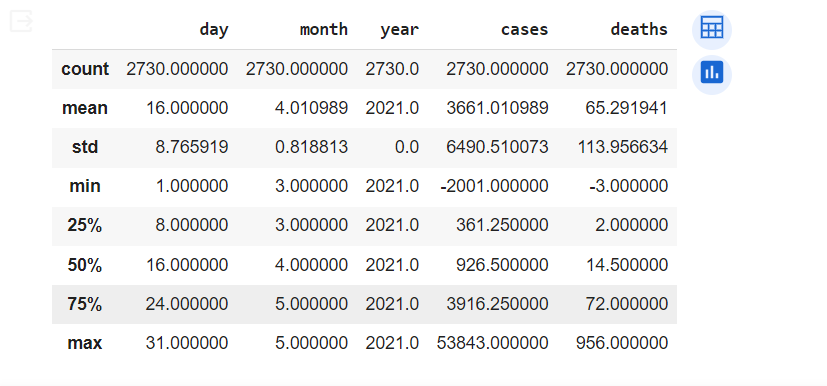 day month year cases deaths
count 2730.000000 2730.000000 2730.0 2730.000000 2730.000000
mean 16.000000 4.010989 2021.0 3661.010989 65.291941
std 8.765919 0.818813 0.0 6490.510073 113.956634
min 1.000000 3.000000 2021.0 -2001.000000 -3.000000
25% 8.000000 3.000000 2021.0 361.250000 2.000000
50% 16.000000 4.000000 2021.0 926.500000 14.500000
75% 24.000000 5.000000 2021.0 3916.250000 72.000000
max 31.000000 5.000000 2021.0 53843.000000 956.000000